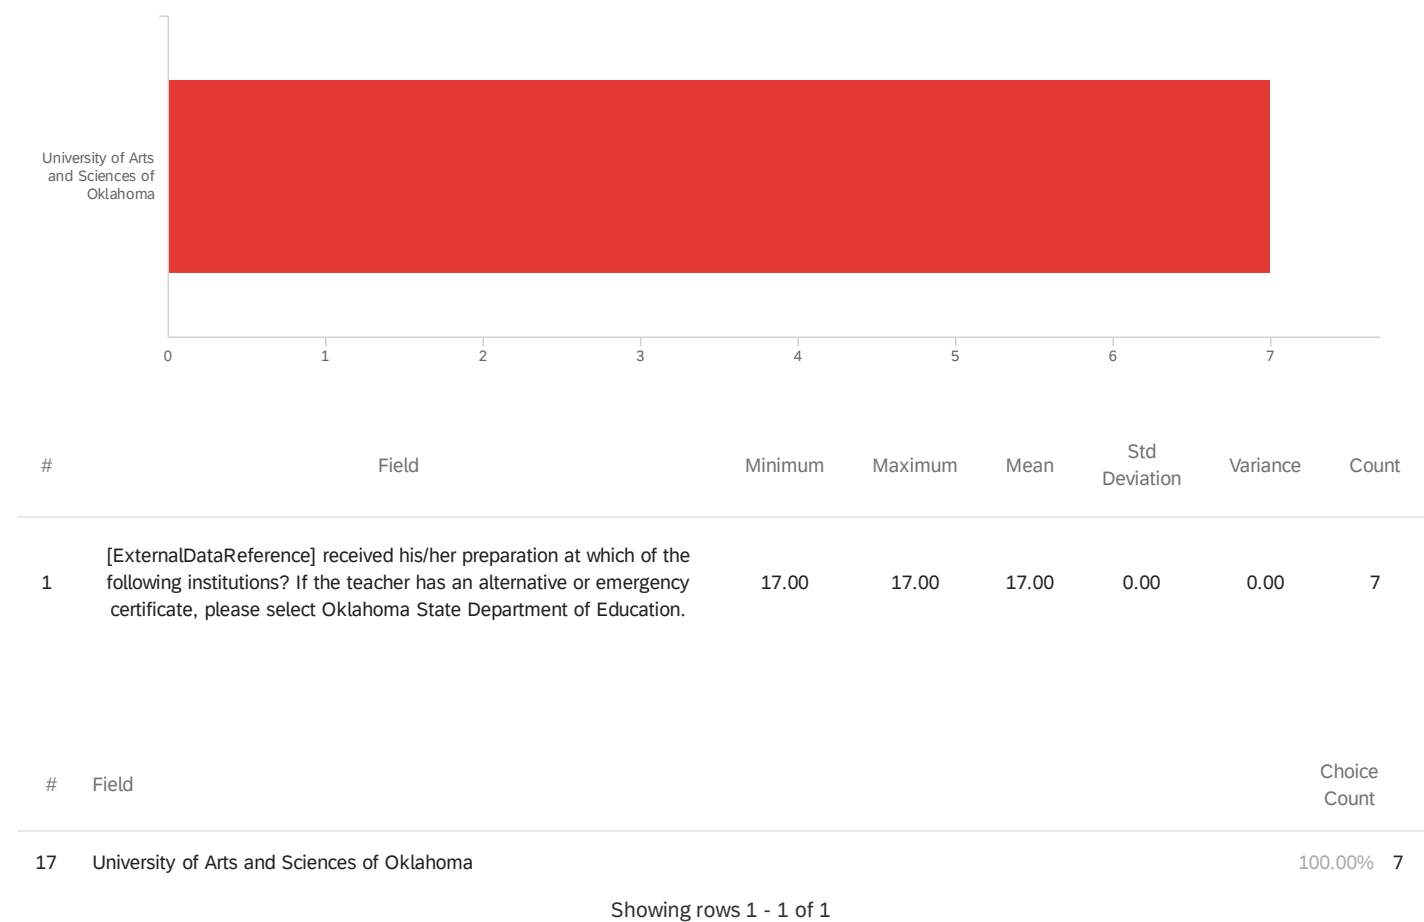 University of Arts
and Sciences of
Oklahoma
0 1 2 3 4 5 6 7
# Field Minimum Maximum Mean Std Deviation Variance Count
1 [ExternalDataReference] received his/her preparation at which of the
following institutions? If the teacher has an alternative or emergency
certificate, please select Oklahoma State Department of Education.
17.00 17.00 17.00 0.00 0.00 7
# Field Choice Count
17 University of Arts and Sciences of Oklahoma 100.00% 7
Showing rows 1 - 1 of 1